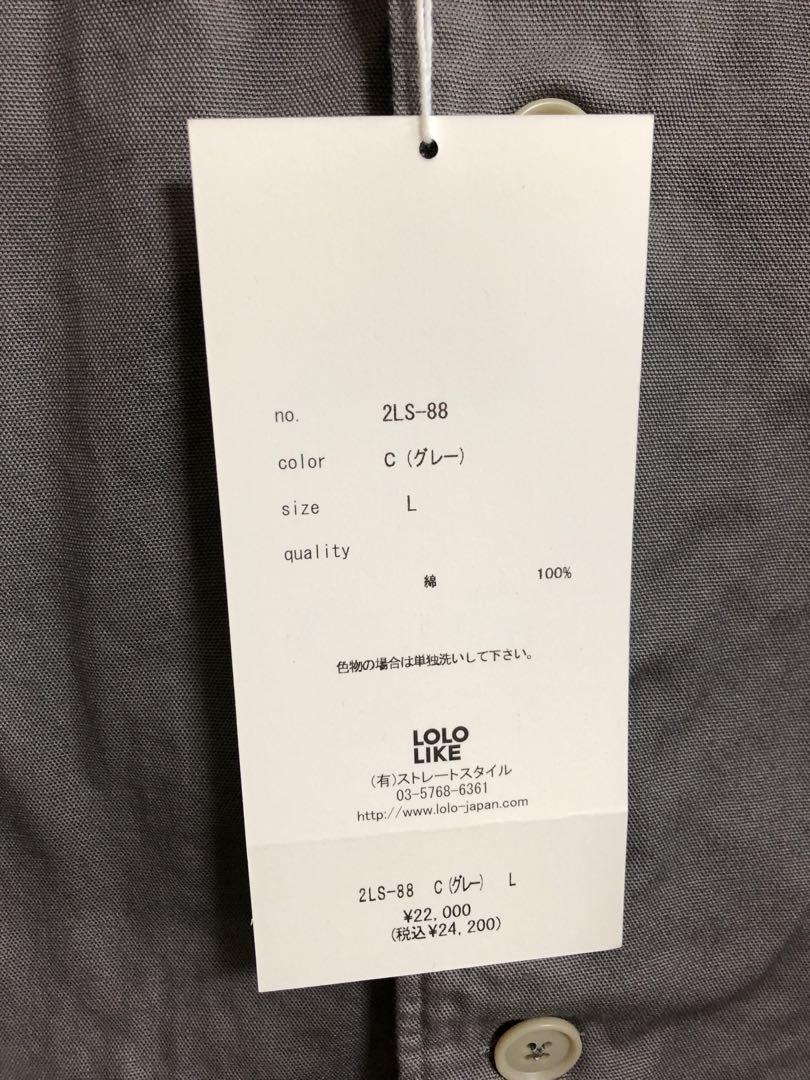 no. 2LS-88
color C (グレー)
size L
quality
綿 100%
色物の場合は単独洗いして下さい。
LOLO
LIKE
(有)ストレートスタイル
03-5768-6361
http://www.lolo-japan.com
2LS-88 C(グレー) L
¥22,000
(税込¥24,200)